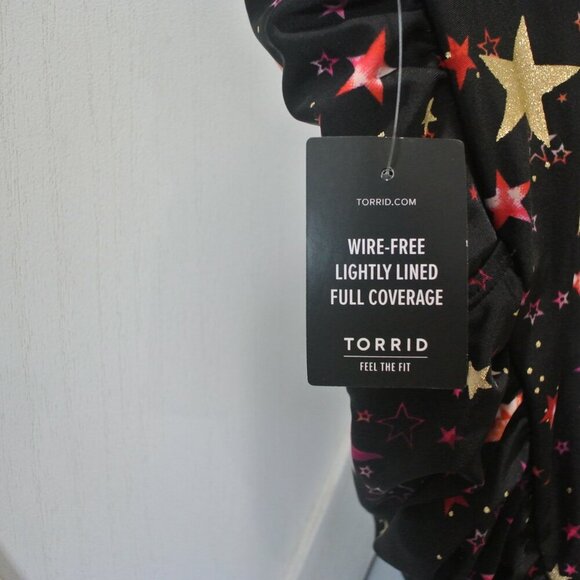 TORRID.COM
WIRE-FREE
LIGHTLY LINED
FULL COVERAGE
TORRID
FEEL THE FIT